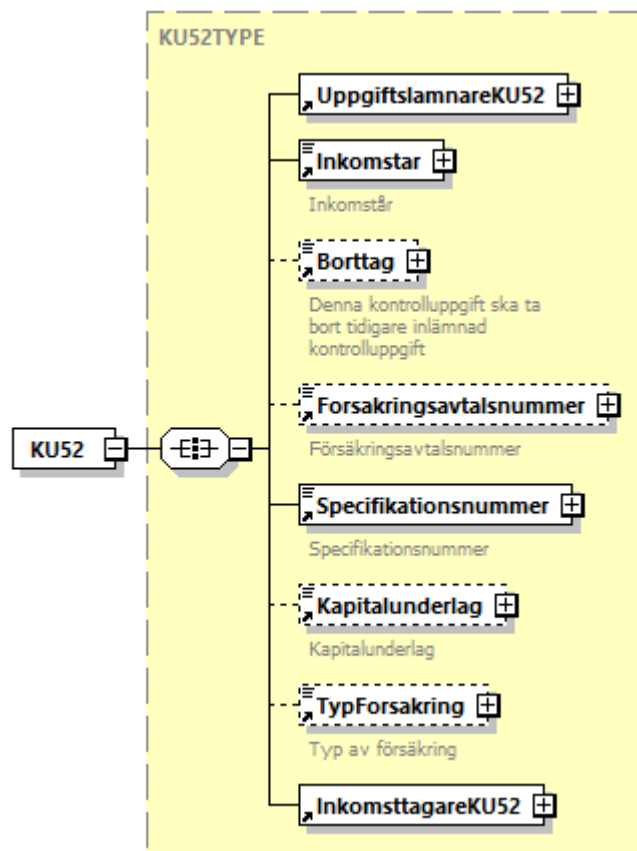 KU52TYPE
UppgiftslamnareKU52
Inkomstar
Inkomstår
Borttag
Denna kontrolluppgift ska ta
bort tidigare inlämnad
kontrolluppgift
Forsakringsavtalsnummer
Försäkringsavtalsnummer
KU52
Specifikationsnummer
Specifikationsnummer
Kapitalunderlag
Kapitalunderlag
TypForsakring
Typ av försäkring
InkomsttagareKU52